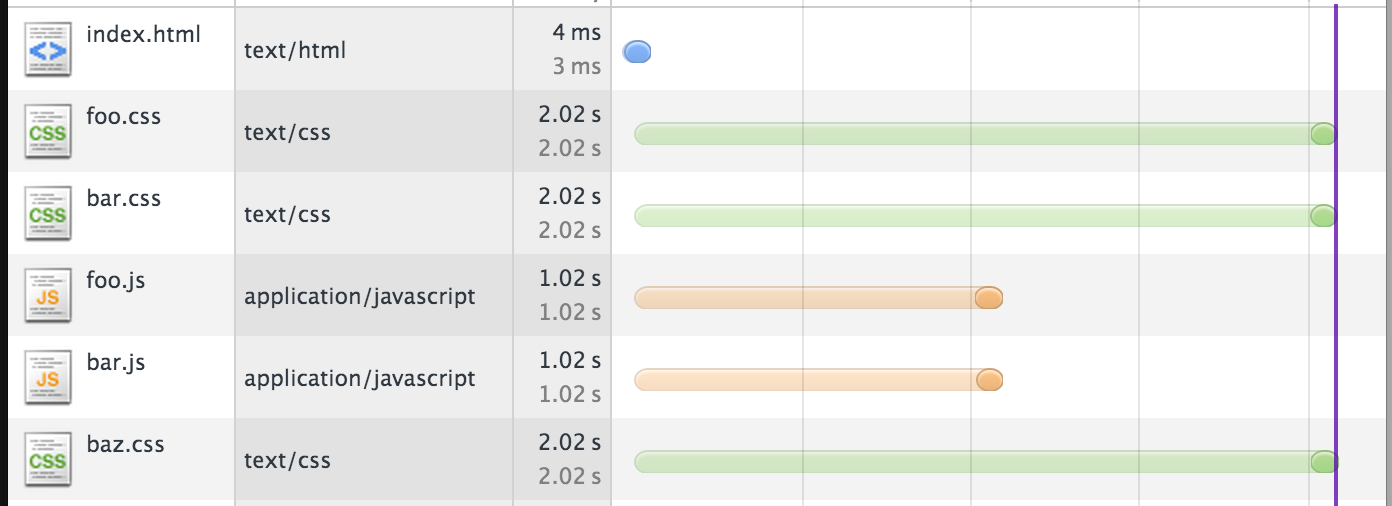 index.html
text/html
4 ms
3 ms
CSS
foo.css
text/css
2.02 s
2.02 s
CSS
bar.css
text/css
2.02 s
2.02 s
JS
foo.js
application/javascript
1.02 s
1.02 s
JS
bar.js
application/javascript
1.02 s
1.02 s
CSS
baz.css
text/css
2.02 s
2.02 s